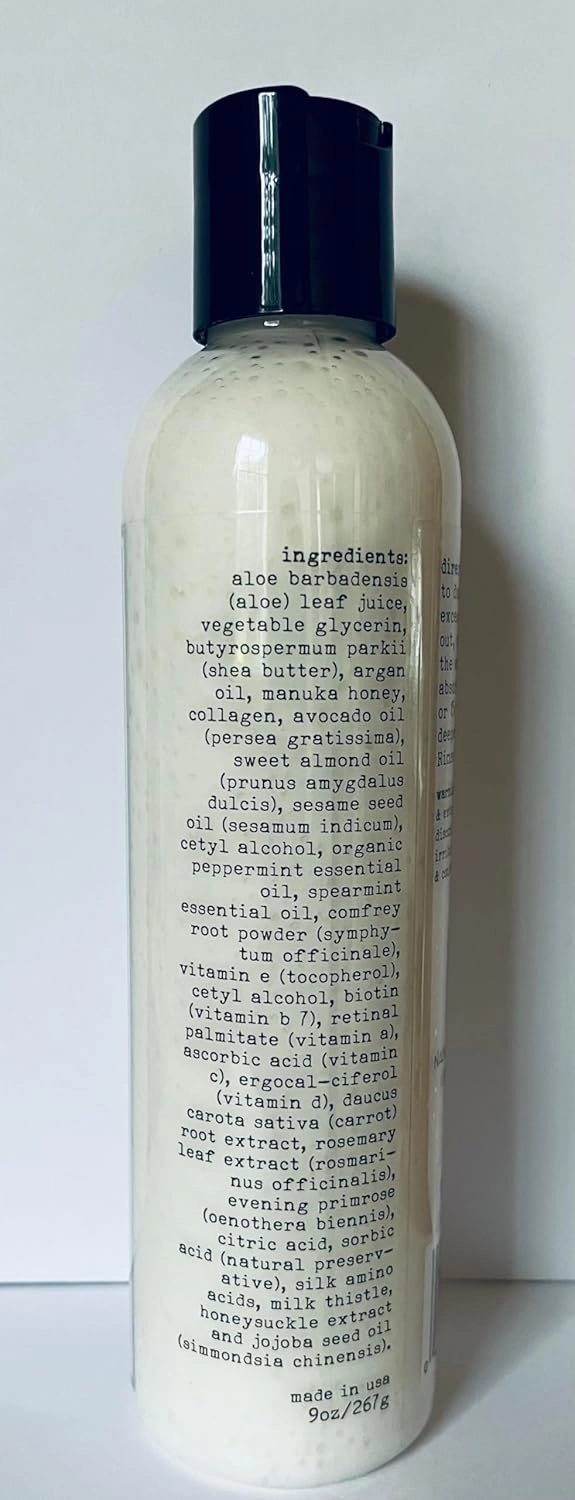 ingredients:
aloe barbadensis
(aloe) leaf juice,
vegetable glycerin,
butyrospermum parkii
(shea butter), argan
oil, manuka honey,
collagen, avocado oil
(persea gratissima),
sweet almond oil
(prunus amygdalus
dulcis), sesame seed
oil (sesamum indicum),
cetyl alcohol, organic
peppermint essential
oil, spearmint
essential oil, comfrey
root powder (symphy-
tum officinale),
vitamin e (tocopherol),
cetyl alcohol, biotin
(vitamin b 7), retinal
palmitate (vitamin a),
ascorbic acid (vitamin
c), ergocal-ciferol
(vitamin d), daucus
carota sativa (carrot)
root extract, rosemary
leaf extract (rosmari-
nus officinalis),
evening primrose
(oenothera biennis),
citric acid, sorbic
acid (natural preserv-
ative), silk amino
acids, milk thistle,
honeysuckle extract
and jojoba seed oil
(simmondsia chinensis).
made in usa
9oz/267g
to
out,
the
or